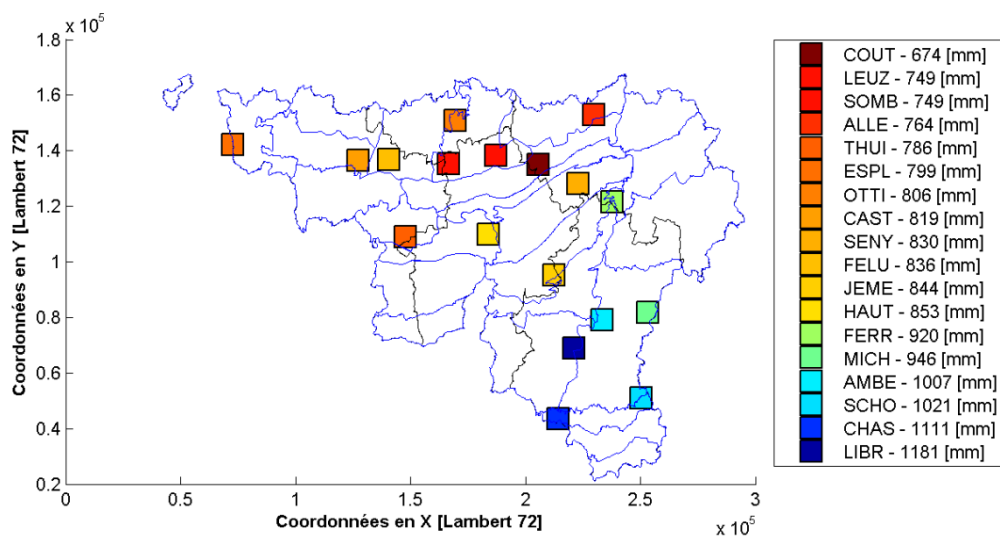 x 10⁵
1.8
1.6
1.4
1.2
1
0.8
0.6
0.4
0.2
Coordonnées en Y [Lambert 72]
0 0.5 1 1.5 2 2.5 3
Coordonnées en X [Lambert 72]
x 10⁵
COUT - 674 [mm]
LEUZ - 749 [mm]
SOMB - 749 [mm]
ALLE - 764 [mm]
THUI - 786 [mm]
ESPL - 799 [mm]
OTTI - 806 [mm]
CAST - 819 [mm]
SENY - 830 [mm]
FELU - 836 [mm]
JEME - 844 [mm]
HAUT - 853 [mm]
FERR - 920 [mm]
MICH - 946 [mm]
AMBE - 1007 [mm]
SCHO - 1021 [mm]
CHAS - 1111 [mm]
LIBR - 1181 [mm]